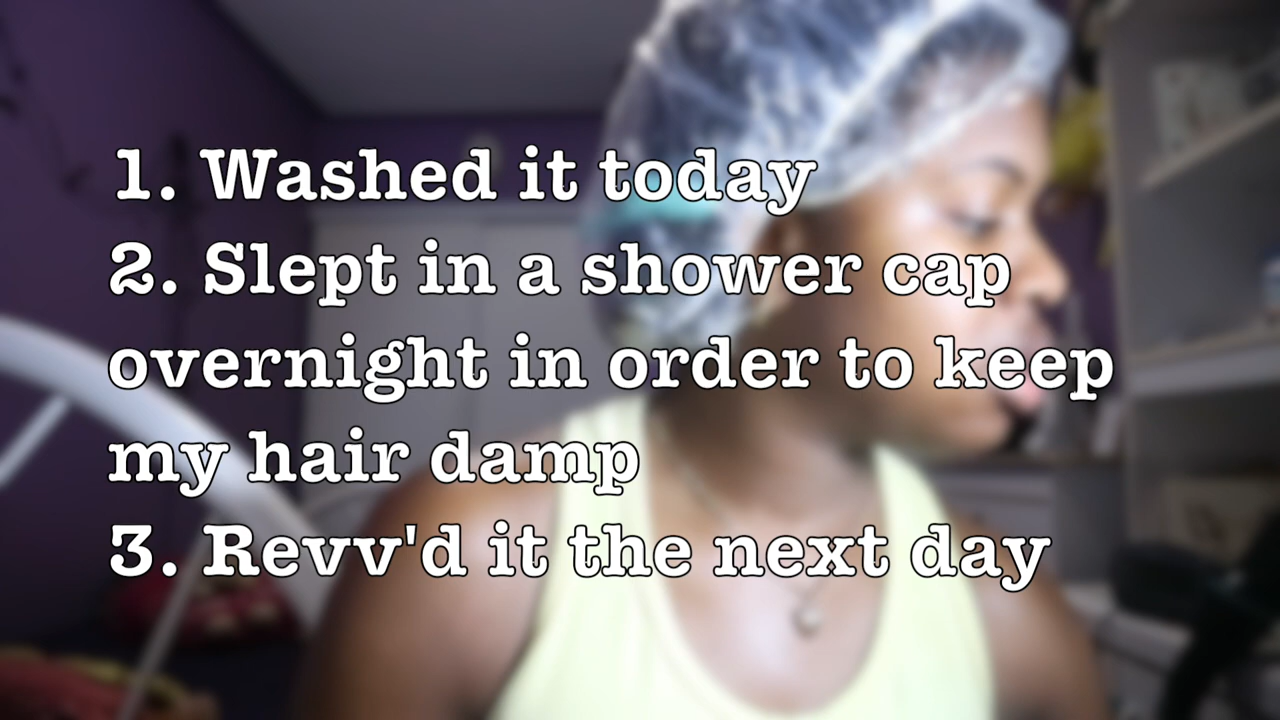 1. Washed it today
2. Slept in a shower cap
overnight in order to keep
my hair damp
3. Revv'd it the next day